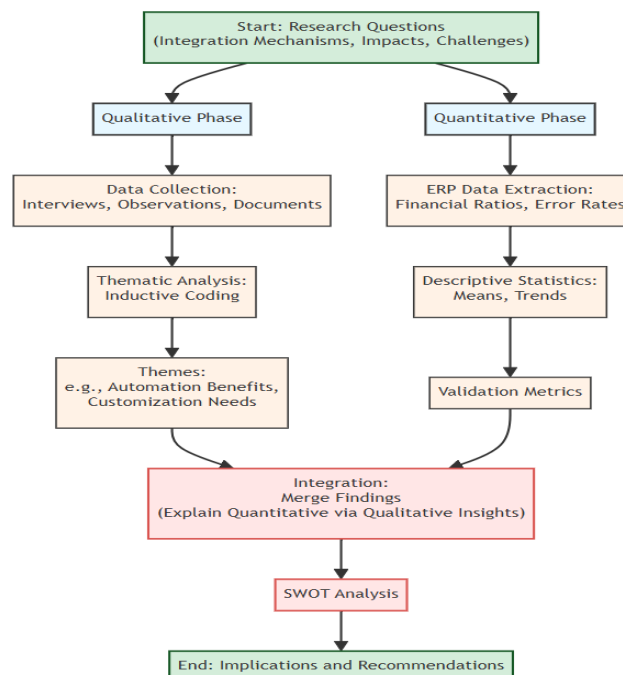 Start: Research Questions
(Integration Mechanisms, Impacts, Challenges)
Qualitative Phase
Quantitative Phase
Data Collection:
Interviews, Observations, Documents
ERP Data Extraction:
Financial Ratios, Error Rates
Thematic Analysis:
Inductive Coding
Descriptive Statistics:
Means, Trends
Themes:
e.g., Automation Benefits,
Customization Needs
Validation Metrics
Integration:
Merge Findings
(Explain Quantitative via Qualitative Insights)
SWOT Analysis
End: Implications and Recommendations